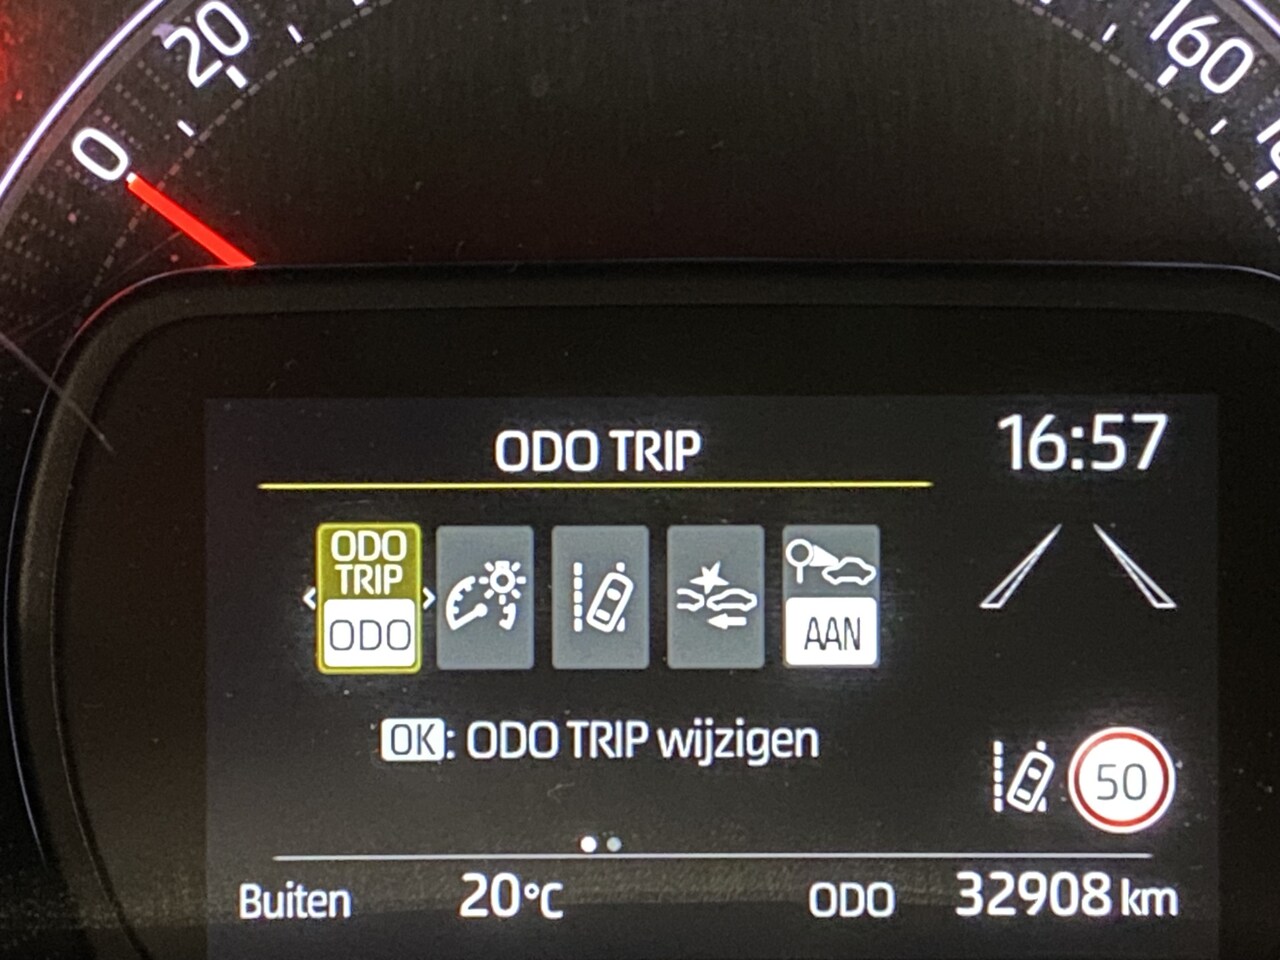 20
160
0
ODO TRIP
16:57
ODO
TRIP
ODO
AAN
OK: ODO TRIP wijzigen
50
Buiten 20°C ODO 32908 km